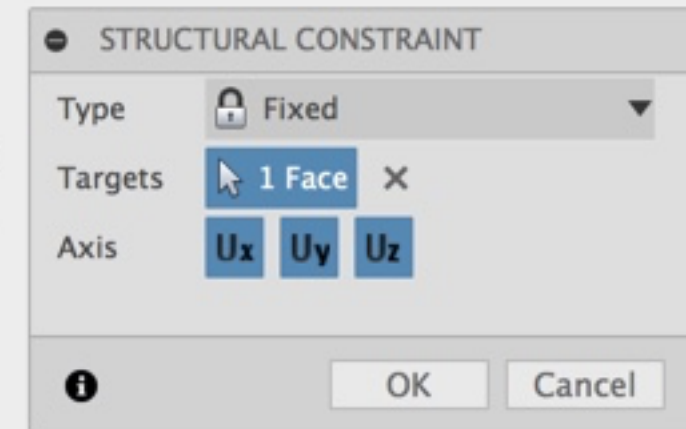 STRUCTURAL CONSTRAINT
Type Fixed
Targets 1 Face
Axis Ux Uy Uz
OK Cancel